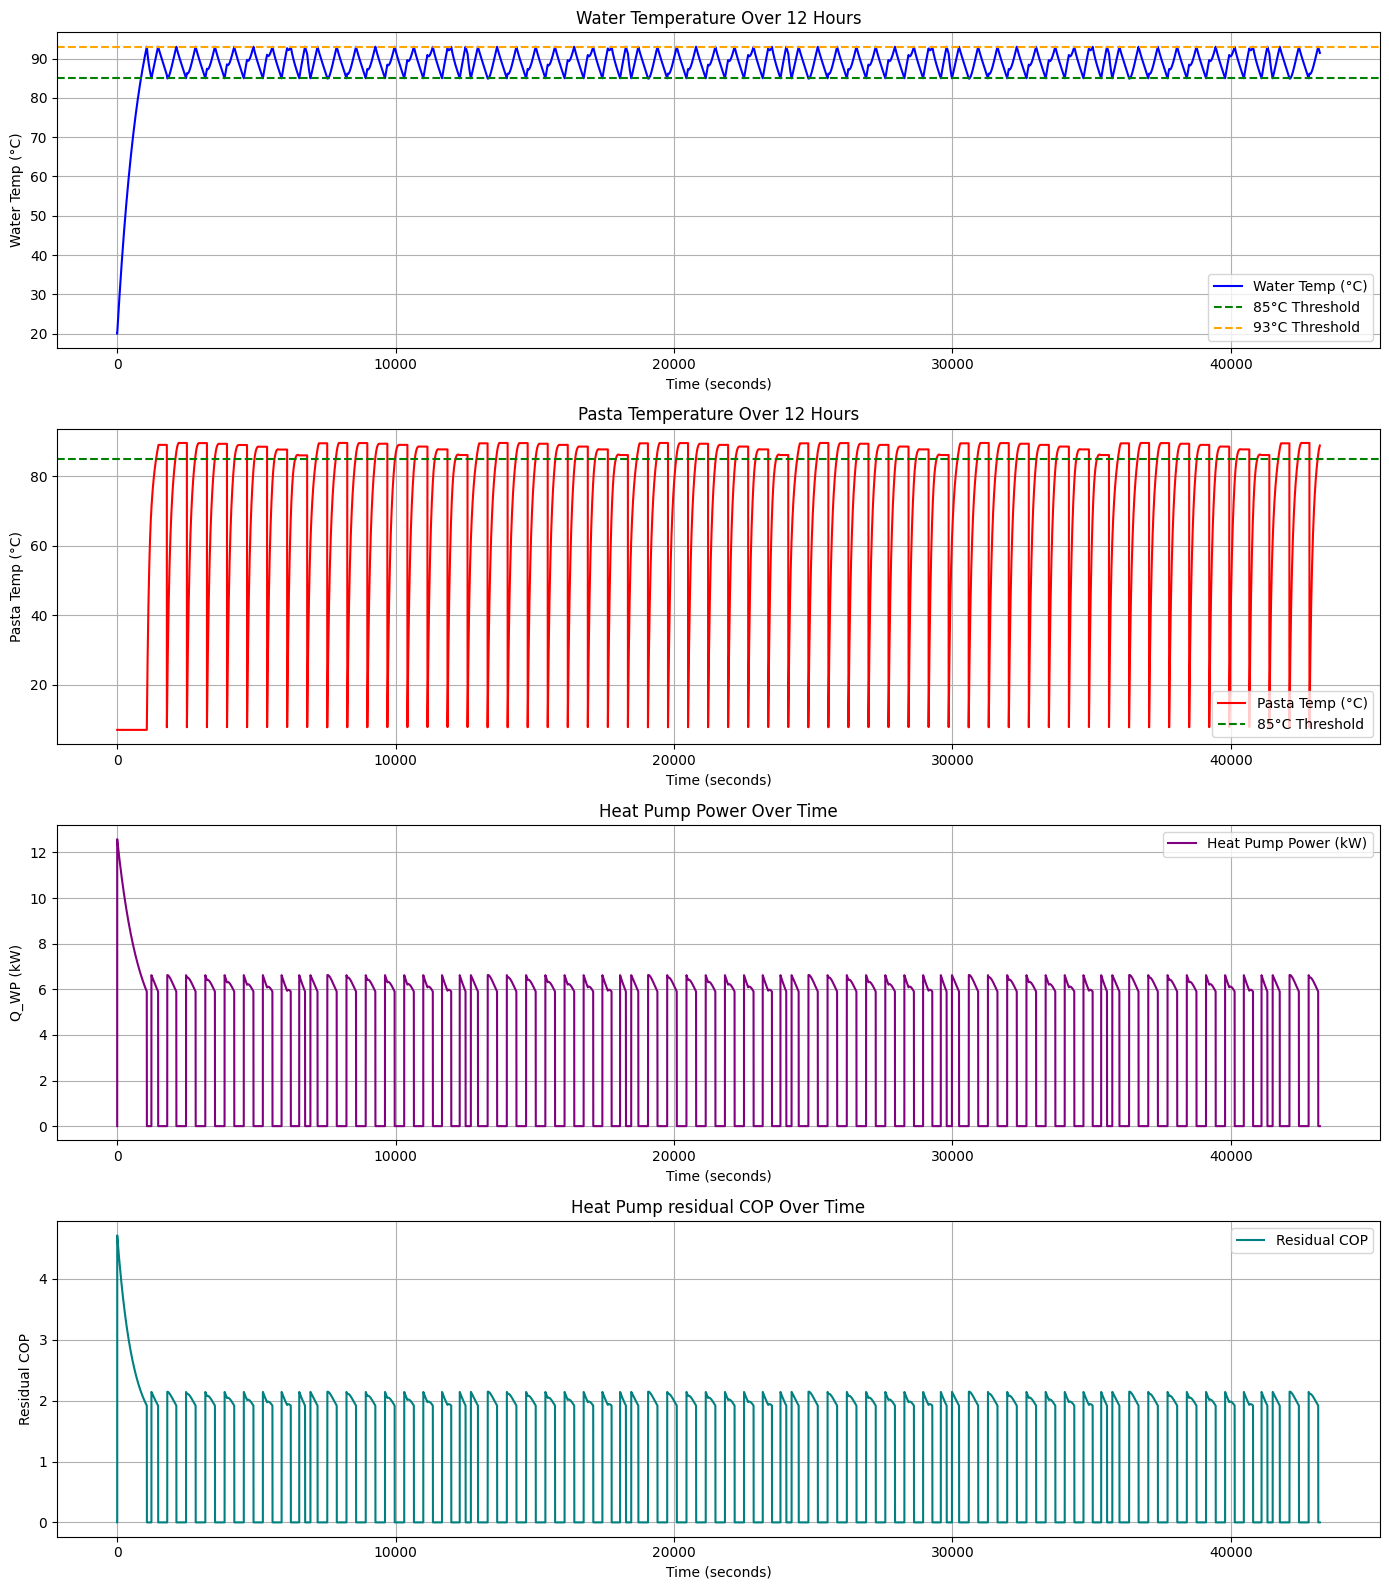 Water Temperature Over 12 Hours
Water Temp (°C)
90
80
70
60
50
40
30
20
Water Temp (°C)
85°C Threshold
93°C Threshold
0 10000 20000 30000 40000
Time (seconds)
Pasta Temperature Over 12 Hours
Pasta Temp (°C)
80
60
40
20
Pasta Temp (°C)
85°C Threshold
0 10000 20000 30000 40000
Time (seconds)
Heat Pump Power Over Time
Q_WP (kW)
Heat Pump Power (kW)
12
10
8
6
4
2
0
0 10000 20000 30000 40000
Time (seconds)
Heat Pump residual COP Over Time
Residual COP
Residual COP
4
3
2
1
0
0 10000 20000 30000 40000
Time (seconds)